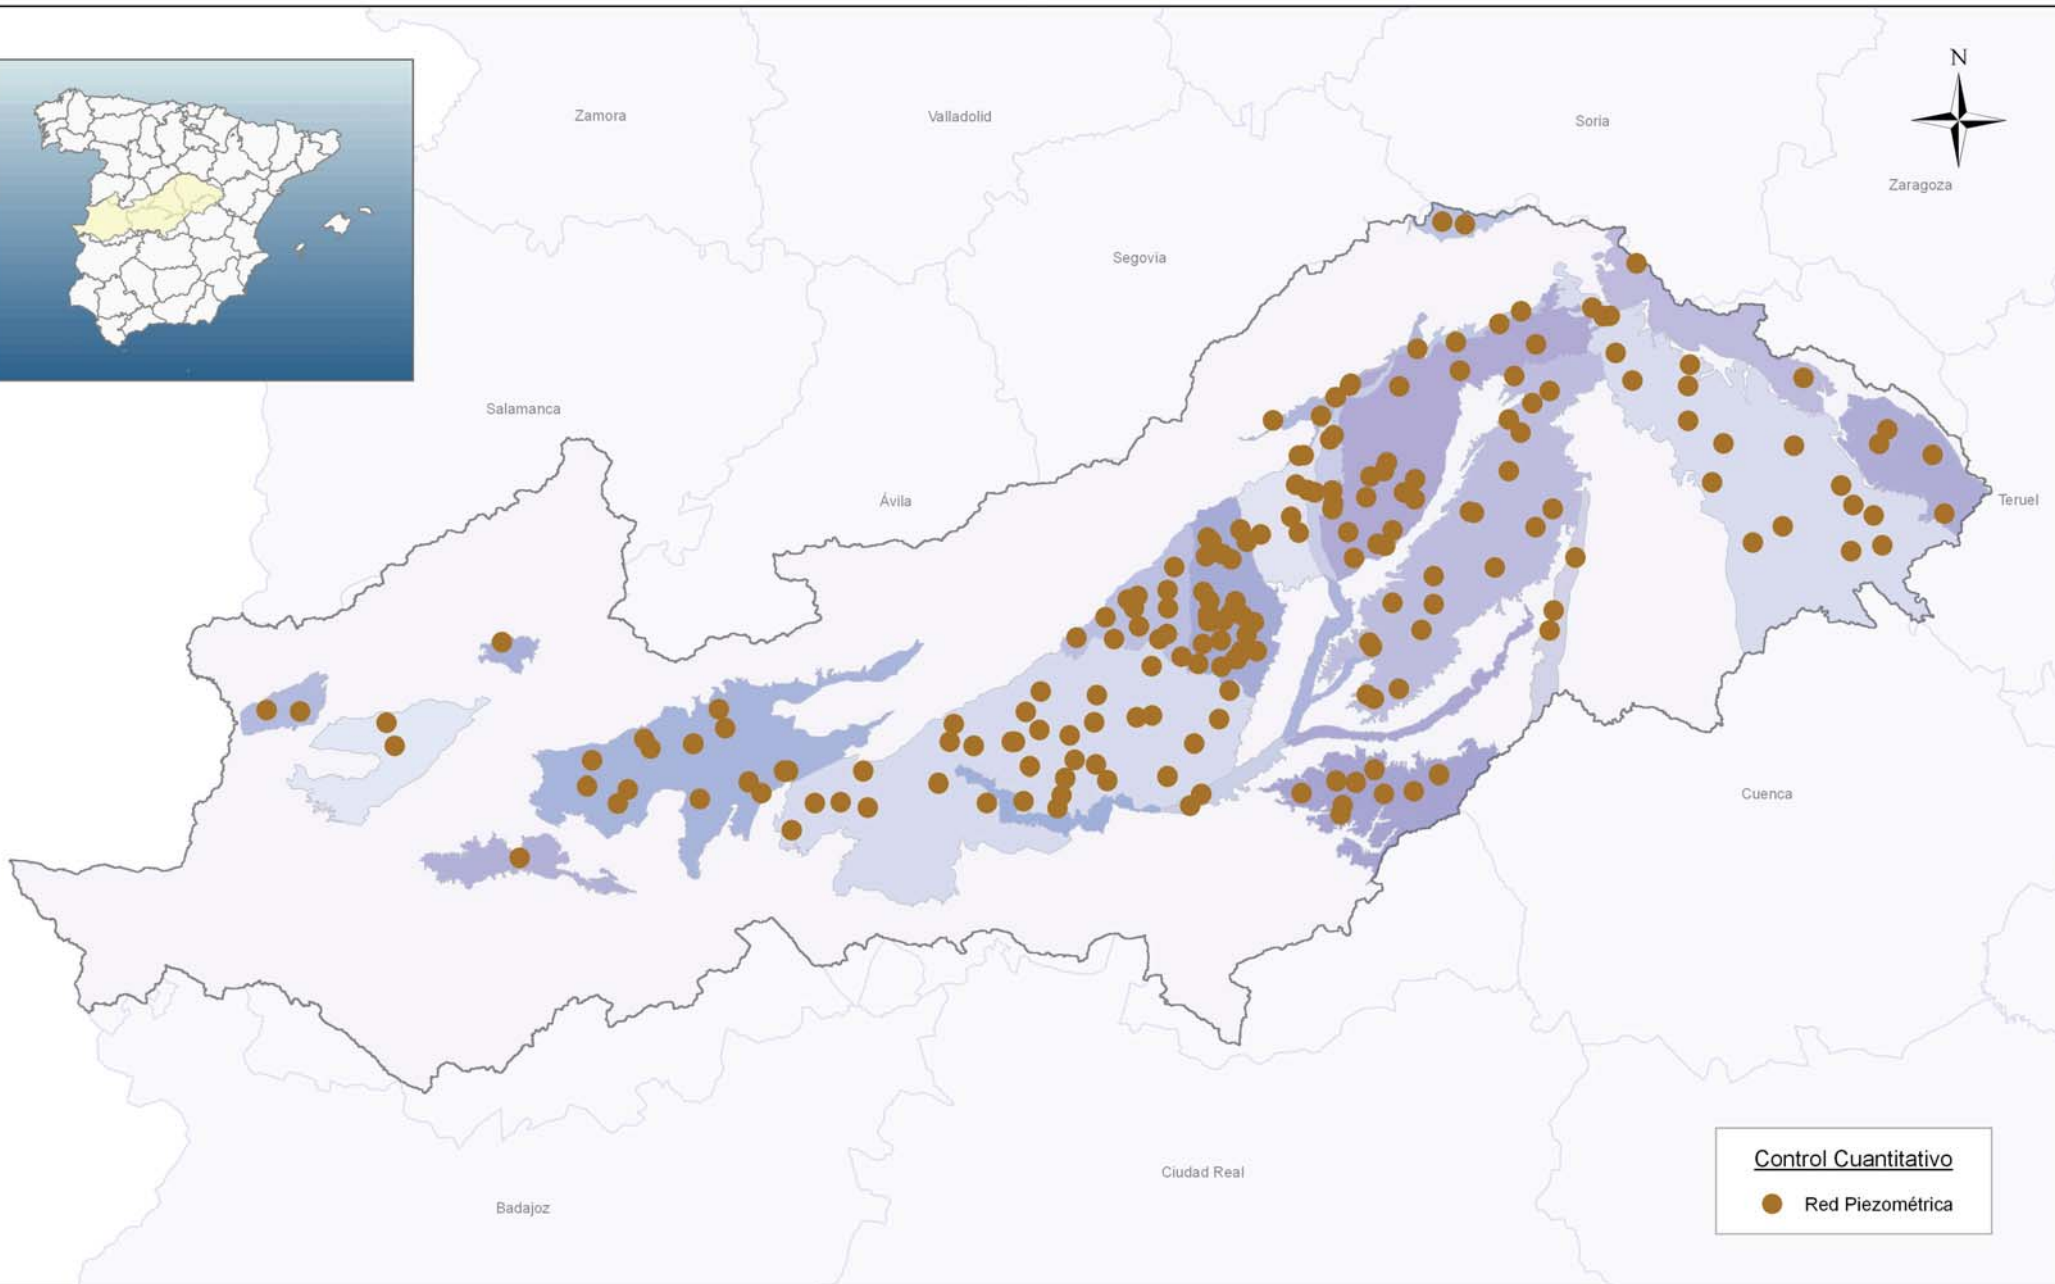 N
Zamora
Valladolid
Soria
Zaragoza
Segovia
Salamanca
Ávila
Teruel
Cuenca
Ciudad Real
Badajoz
Control Cuantitativo
Red Piezométrica